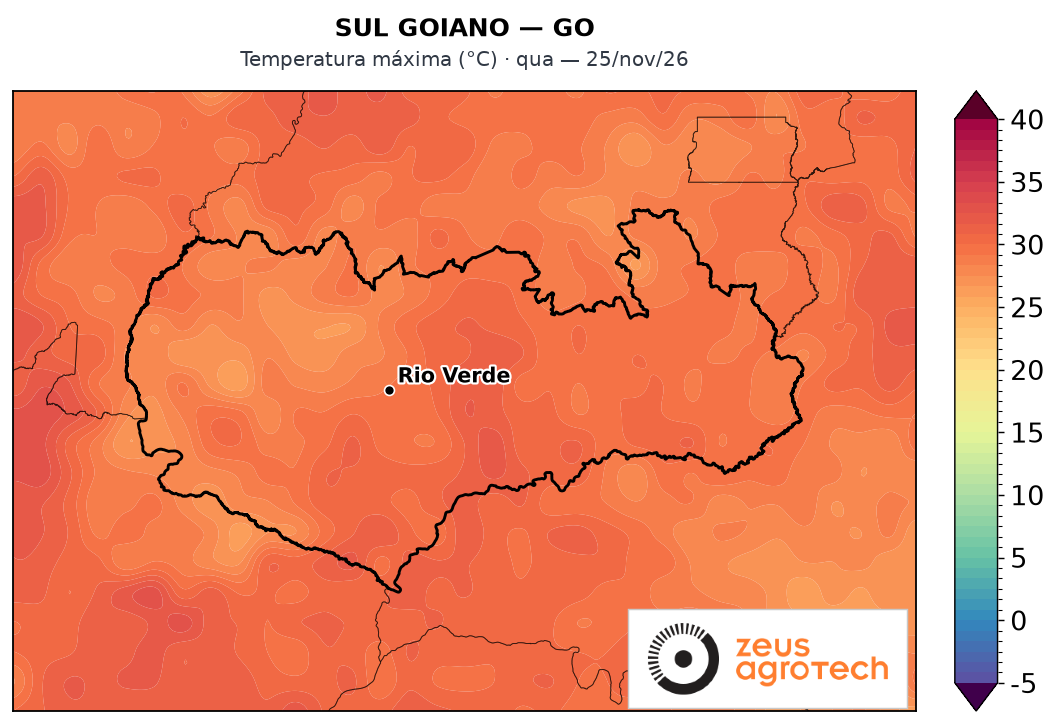 SUL GOIANO — GO
Temperatura máxima (°C) · qua — 25/nov/26
Rio Verde
40
35
30
25
20
15
10
5
0
-5
zeus
agrotech